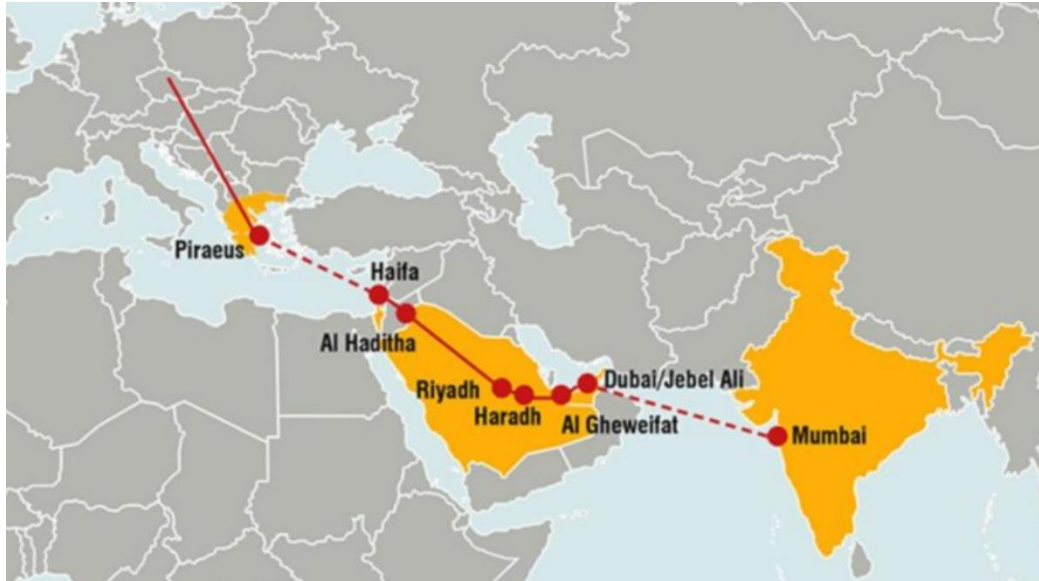 Piraeus
Haifa
Al Haditha
Riyadh
Haradh
Al Gheweifat
Dubai/Jebel Ali
Mumbai